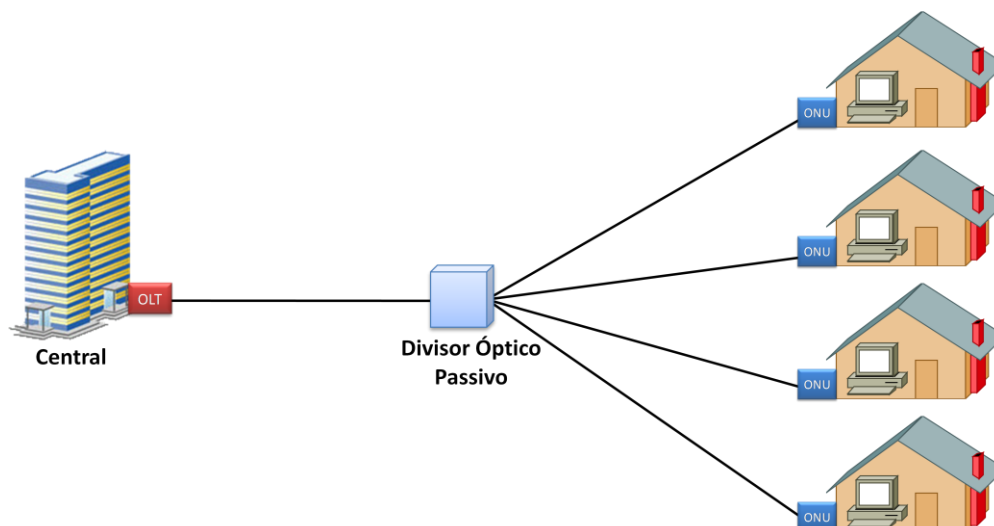 ONU
ONU
OLT
Central
Divisor Óptico
Passivo
ONU
ONU